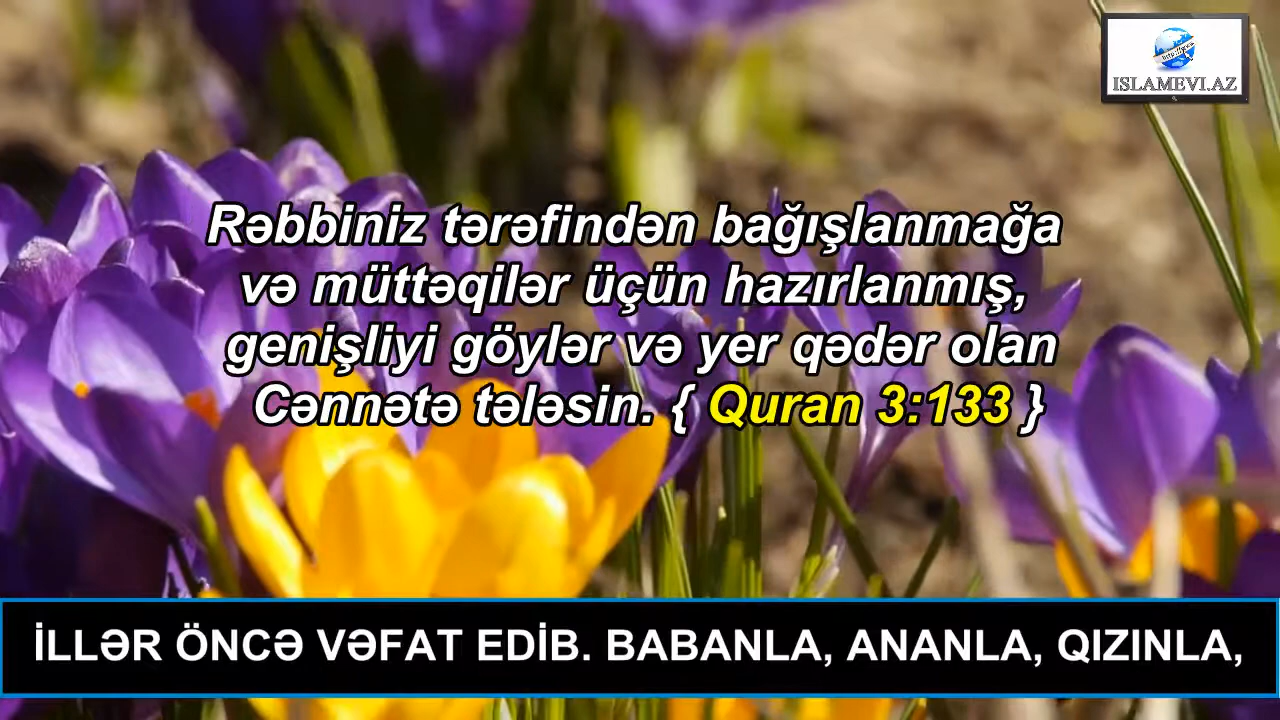 ISLAMEVI.AZ
Rəbbiniz tərəfindən bağışlanmağa
və müttəqilər üçün hazırlanmış,
genişliyi göylər və yer qədər olan
Cənnətə tələsin. { Quran 3:133 }
İLLƏR ÖNCƏ VƏFAT EDİB. BABANLA, ANANLA, QIZINLA,